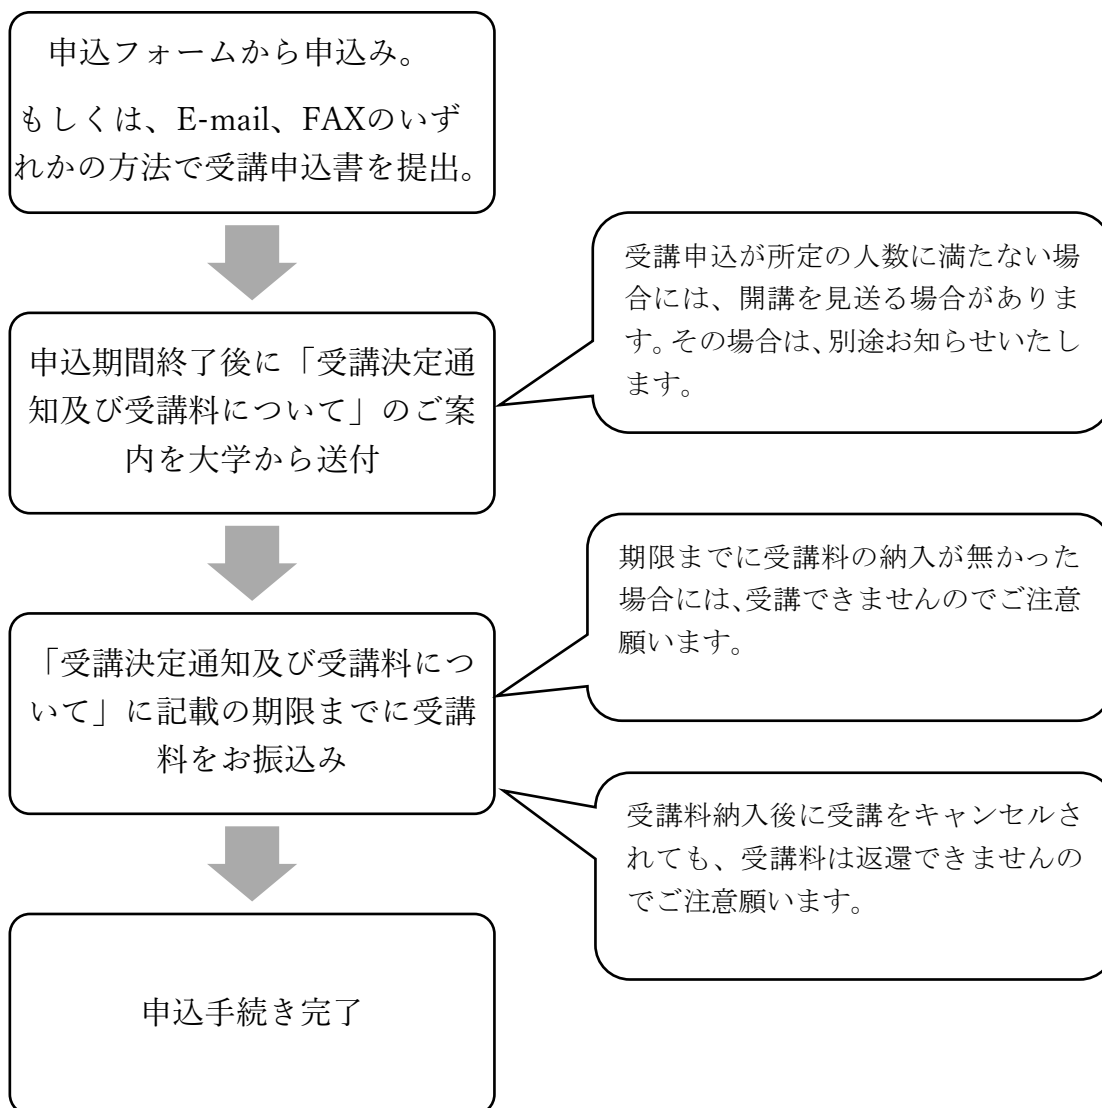 申込フォームから申込み。
もしくは、E-mail、FAXのいず
れかの方法で受講申込書を提出。
受講申込が所定の人数に満たない場
合には、開講を見送る場合がありま
す。その場合は、別途お知らせいたし
ます。
申込期間終了後に「受講決定通
知及び受講料について」のご案
内を大学から送付
期限までに受講料の納入が無かった
場合には、受講できませんのでご注意
願います。
「受講決定通知及び受講料につ
いて」に記載の期限までに受講
料をお振込み
受講料納入後に受講をキャンセルさ
れても、受講料は返還できませんの
でご注意願います。
申込手続き完了